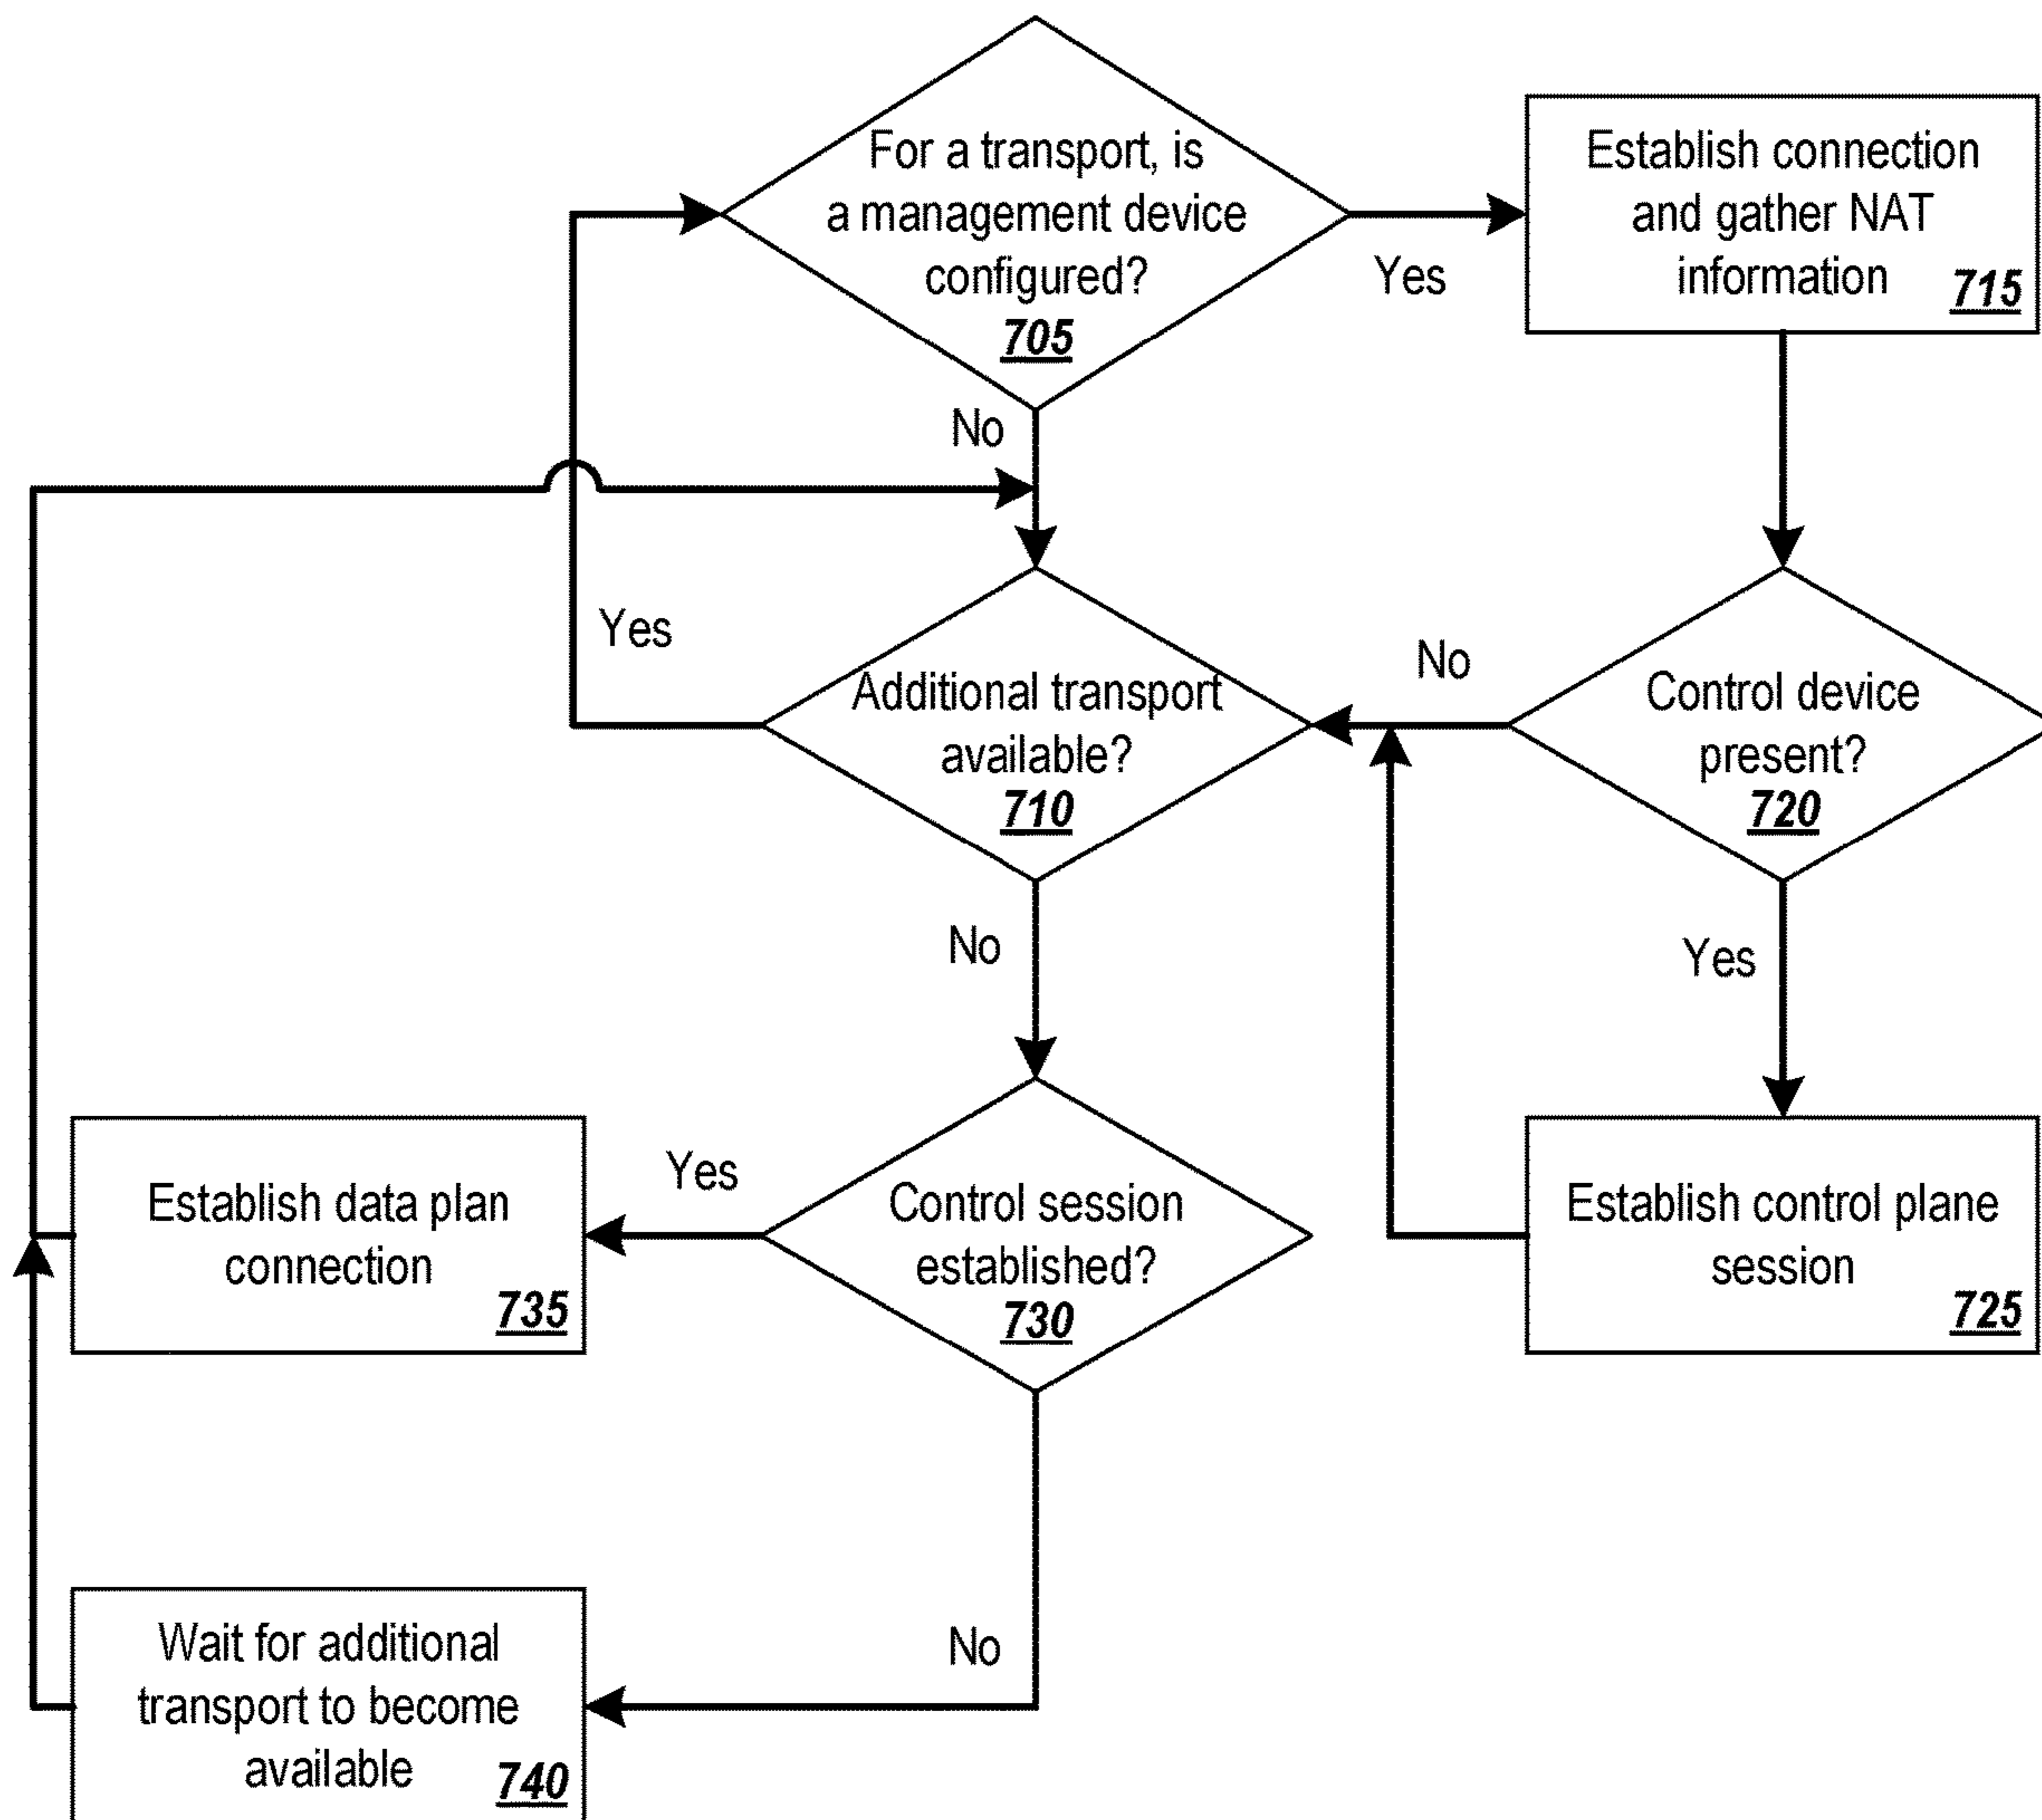 For a transport, is
a management device
configured?
705
Yes
Establish connection
and gather NAT
information
715
No
Yes
Additional transport
available?
710
No
Control device
present?
720
No
Yes
Establish data plan
connection
735
Yes
Control session
established?
730
Establish control plane
session
725
No
Wait for additional
transport to become
available
740